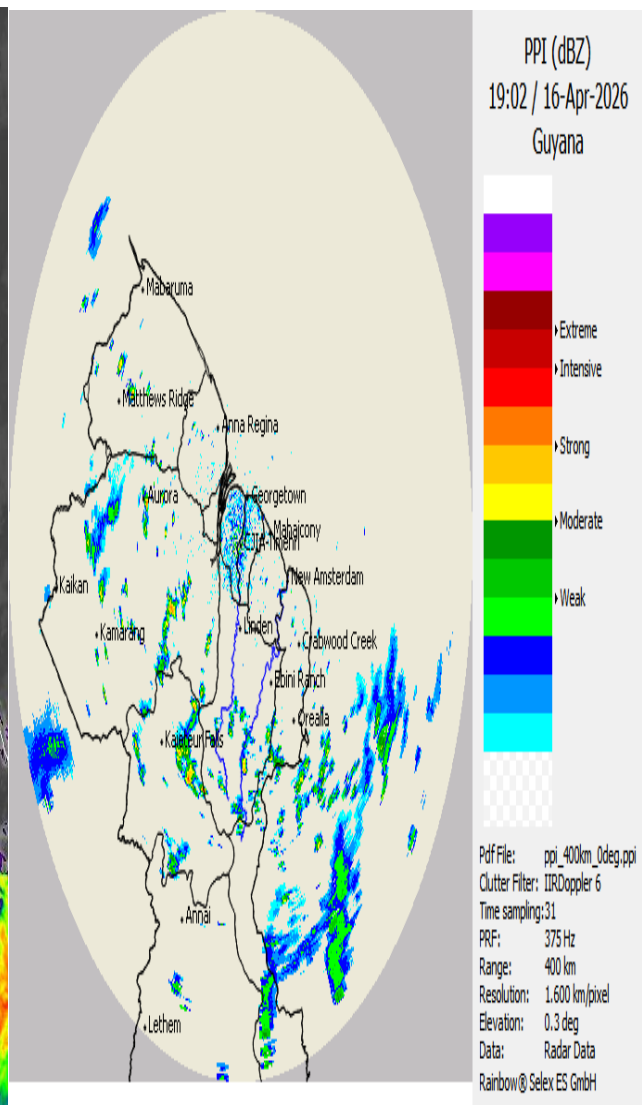 PPI (dBZ)
19:02 / 16-Apr-2026
Guyana
Extreme
Intensive
Strong
Moderate
Weak
Pdf File: ppi_400km_0deg.ppi
Clutter Filter: IIRDoppler 6
Time sampling:31
PRF: 375 Hz
Range: 400 km
Resolution: 1.600 km/pixel
Elevation: 0.3 deg
Data: Radar Data
Rainbow® Selex ES GmbH
Mabaruma
Matthews Ridge
Anna Regina
Aurora
Georgetown
Mahaicony
New Amsterdam
Kaikan
Linden
Kamarang
Crabwood Creek
Ebini Ranch
Orealla
Kaieteur Falls
Annai
Lethem